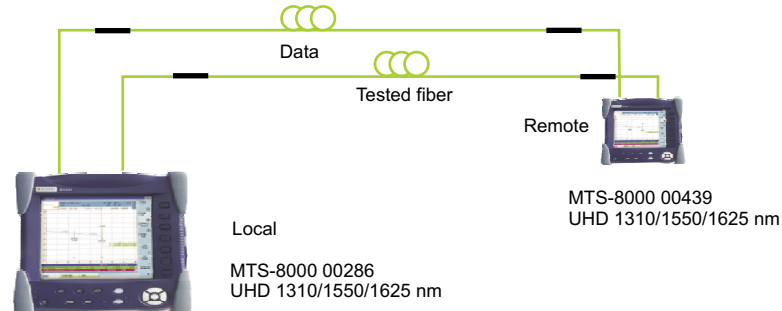 Data
Tested fiber
Remote
MTS-8000 00439
UHD 1310/1550/1625 nm
Local
MTS-8000 00286
UHD 1310/1550/1625 nm